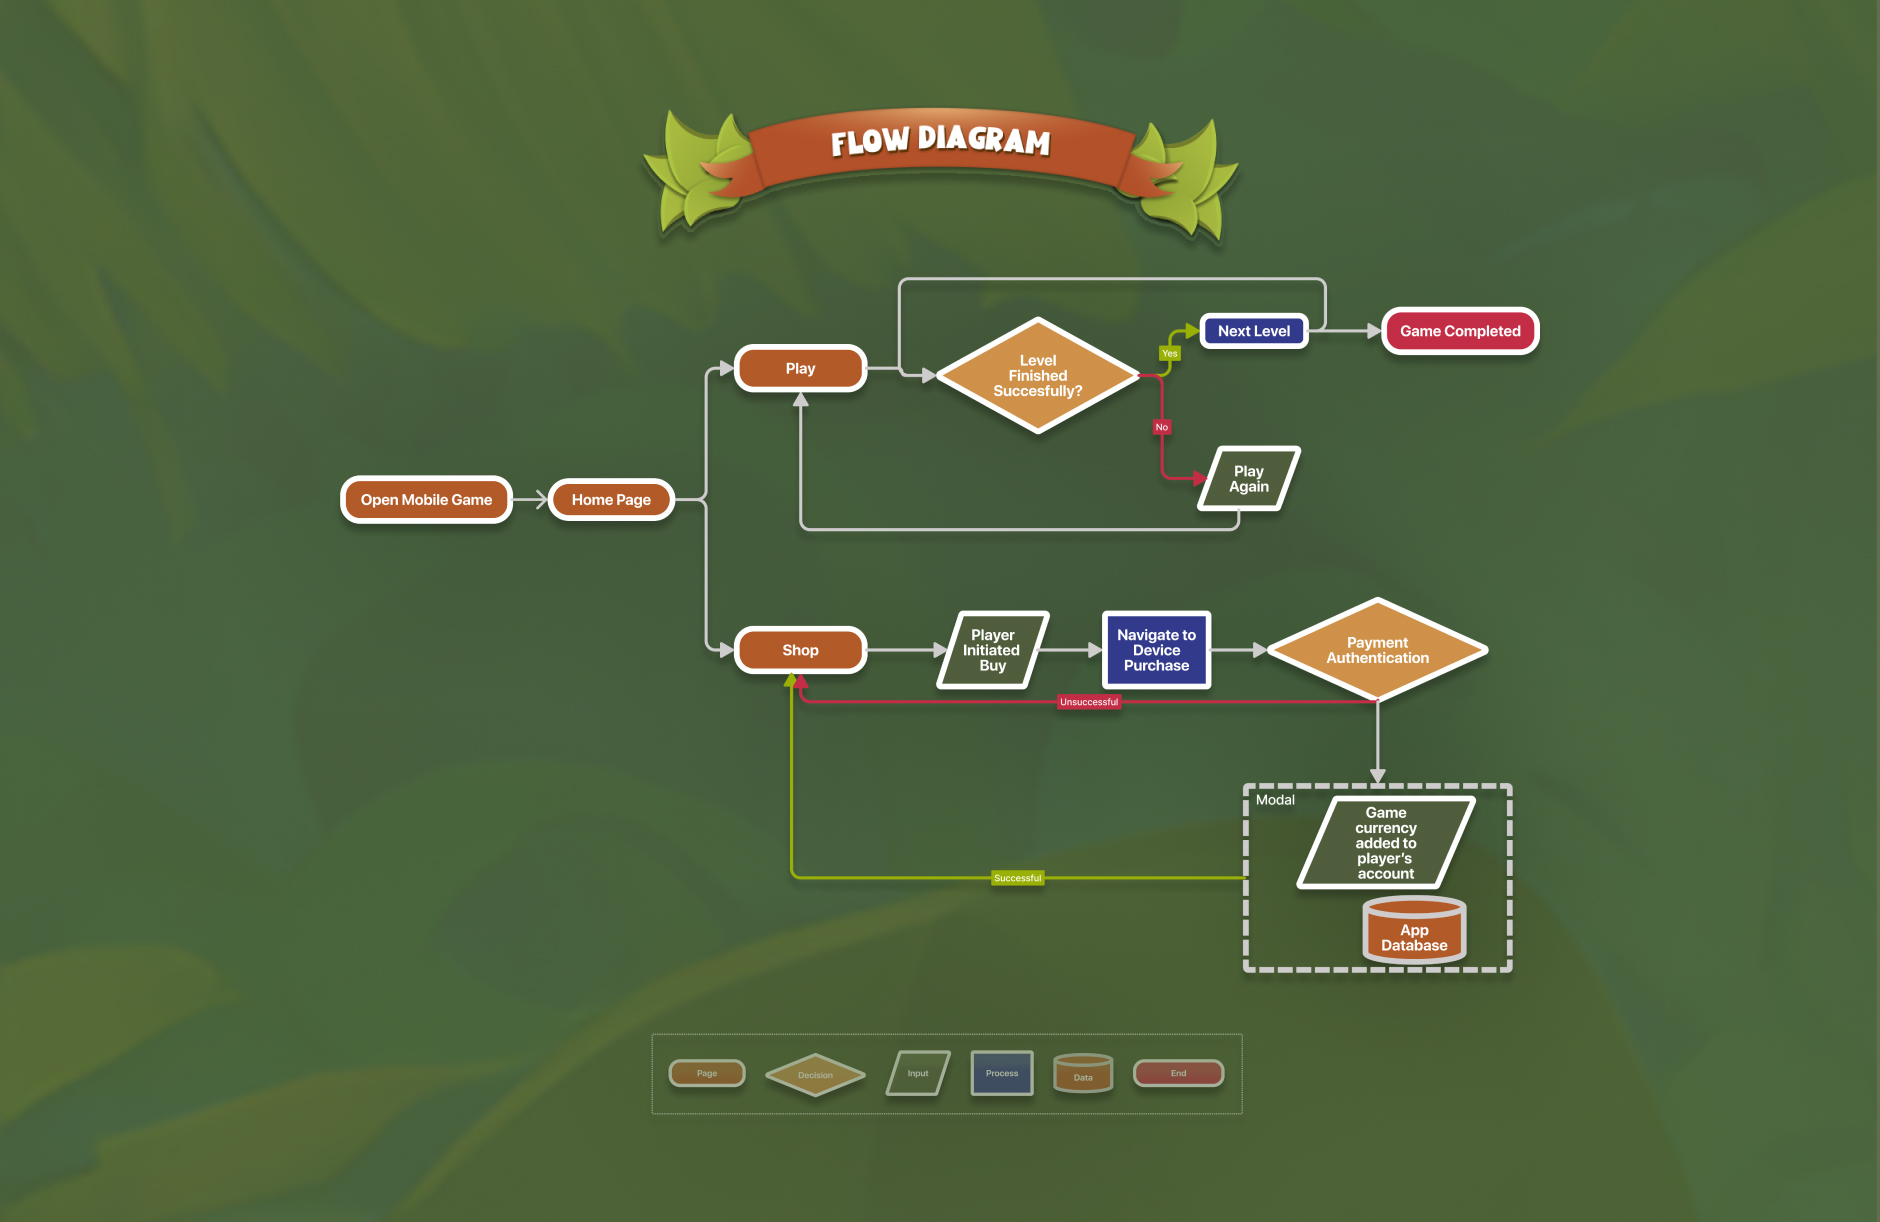 FLOW DIAGRAM
Next Level
Game Completed
Yes
Level
Finished
Succesfully?
Play
No
Play
Again
Open Mobile Game
Home Page
Shop
Player
Initiated
Buy
Navigate to
Device
Purchase
Payment
Authentication
Unsuccessful
Modal
Game
currency
added to
player's
account
Successful
App
Database
Page
Decision
Input
Process
Data
End